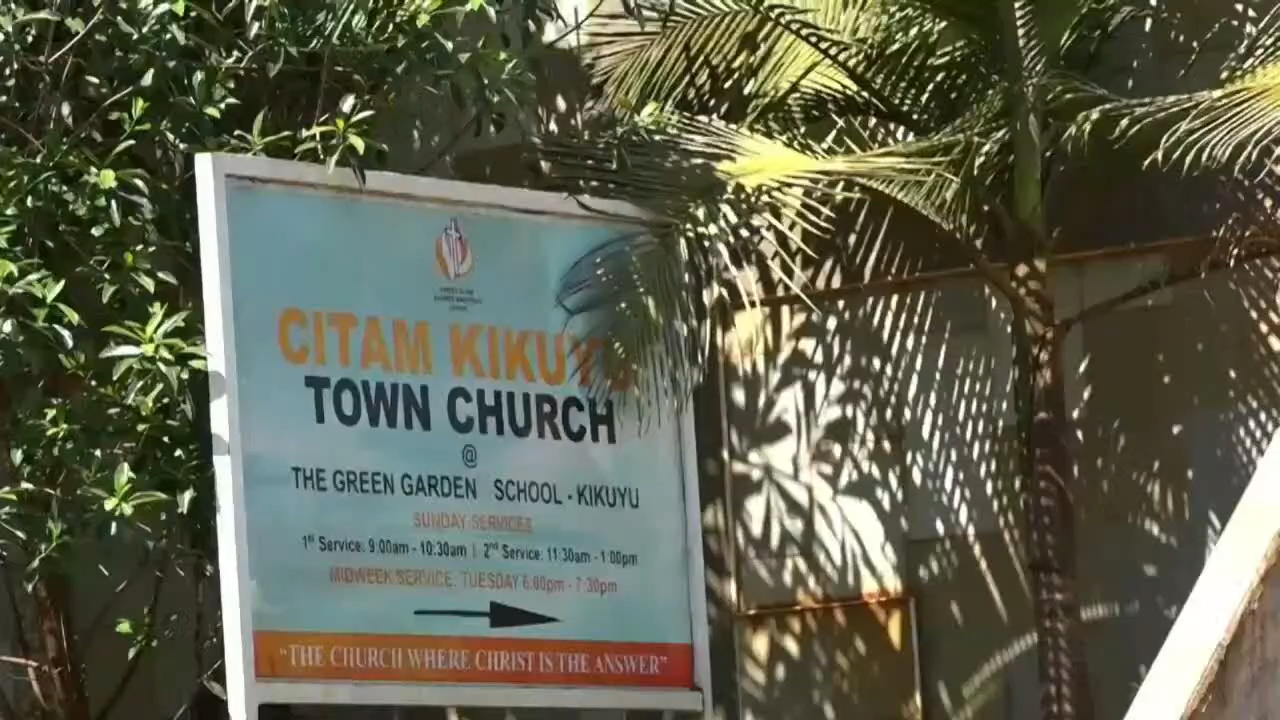 CITAM KIKUYU
TOWN CHURCH
@
THE GREEN GARDEN SCHOOL - KIKUYU
SUNDAY SERVICES
1st Service: 9:00am - 10:30am | 2nd Service: 11:30am - 1:00pm
MIDWEEK SERVICE: TUESDAY 6:00pm - 7:30pm
"THE CHURCH WHERE CHRIST IS THE ANSWER"